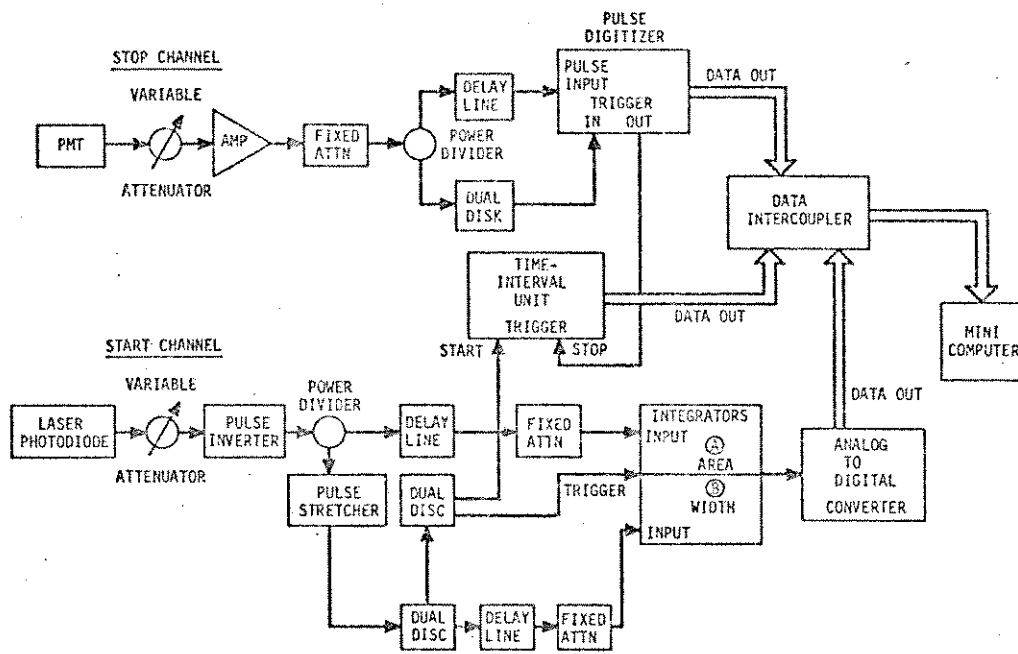 PULSE
DIGITIZER
STOP CHANNEL
VARIABLE
PMT
ATTENUATOR
AMP
FIXED
ATTN
POWER
DIVIDER
DELAY
LINE
DUAL
DISK
PULSE
INPUT
TRIGGER
IN OUT
DATA OUT
DATA
INTERCOUPLER
TIME-
INTERVAL
UNIT
TRIGGER
START
STOP
DATA OUT
MINI
COMPUTER
START CHANNEL
VARIABLE
LASER
PHOTODIODE
ATTENUATOR
PULSE
INVERTER
POWER
DIVIDER
DELAY
LINE
FIXED
ATTN
INTEGRATORS
INPUT
A
AREA
B
WIDTH
TRIGGER
INPUT
DATA OUT
ANALOG
TO
DIGITAL
CONVERTER
PULSE
STRETCHER
DUAL
DISC
DUAL
DISC
DELAY
LINE
FIXED
ATTN